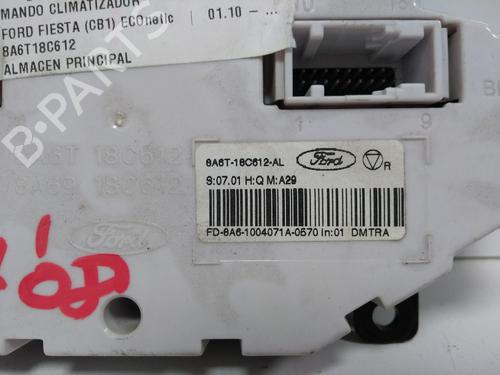 MANDO CLIMATIZADOR
FORD FIESTA (CB1) ECOnetic | 01.10 –
8A6T18C612
ALMACEN PRINCIPAL
10
1 9
8A6T-18C612-AL Ford R
S:07.01 H:Q M:A29
FD-8A6-1004071A-0570 In:01 DMTRA
18C612
Ford
B-PARTS